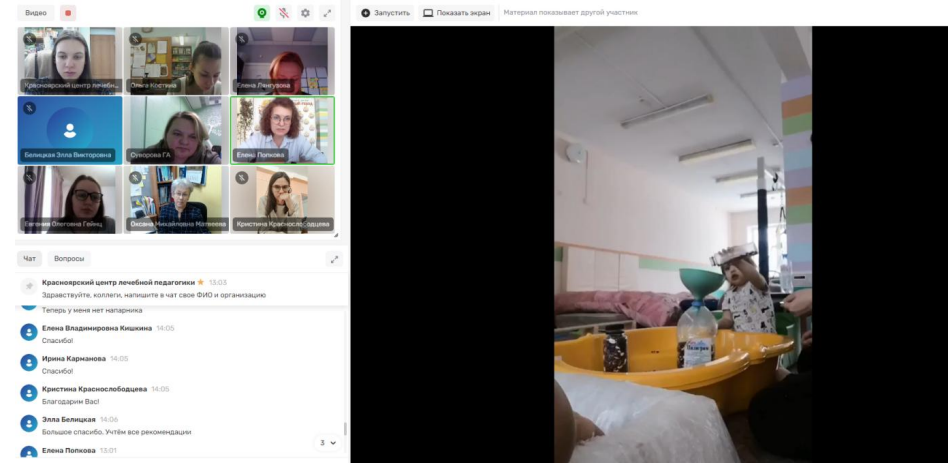 Видео
Запустить
Показать экран
Материал показывает другой участник
Красноярский центр лечебн...
Ольга Костина
Елена Лангузова
Белицкая Элла Викторовна
Суворова ГА
Елена Попкова
Евгения Олеговна Гейнц
Оксана Михайловна Матвеева
Кристина Краснослободцева
Чат
Вопросы
Красноярский центр лечебной педагогики 13:03
Здравствуйте, коллеги, напишите в чат свое ФИО и организацию
Теперь у меня нет напарника
Елена Владимировна Кишкина 14:05
Спасибо!
Ирина Карманова 14:05
Спасибо!
Кристина Краснослободцева 14:05
Благодарим Вас!
Элла Белицкая 14:06
Большое спасибо. Учтём все рекомендации
3
Елена Попкова 13:01